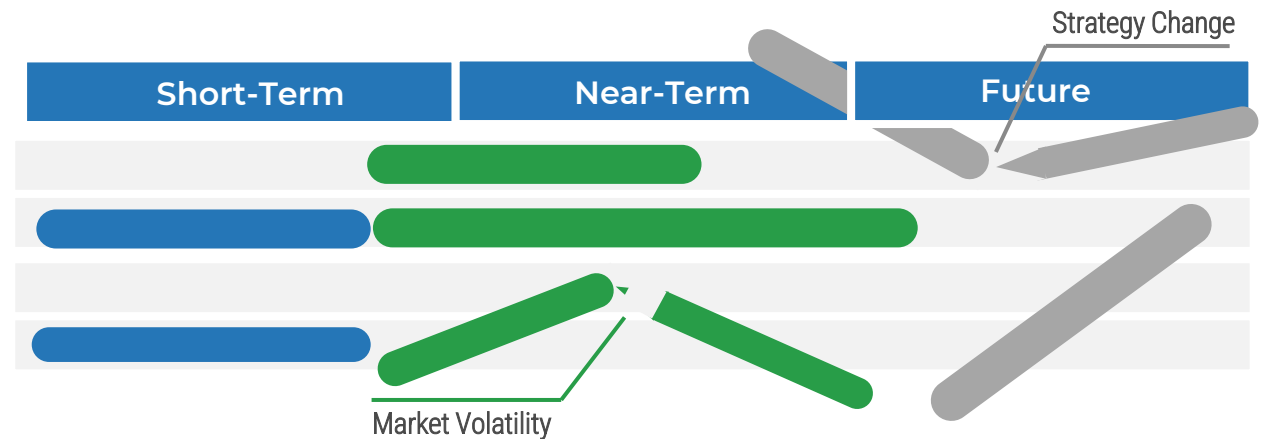 Strategy Change
Short-Term
Near-Term
Future
Market Volatility